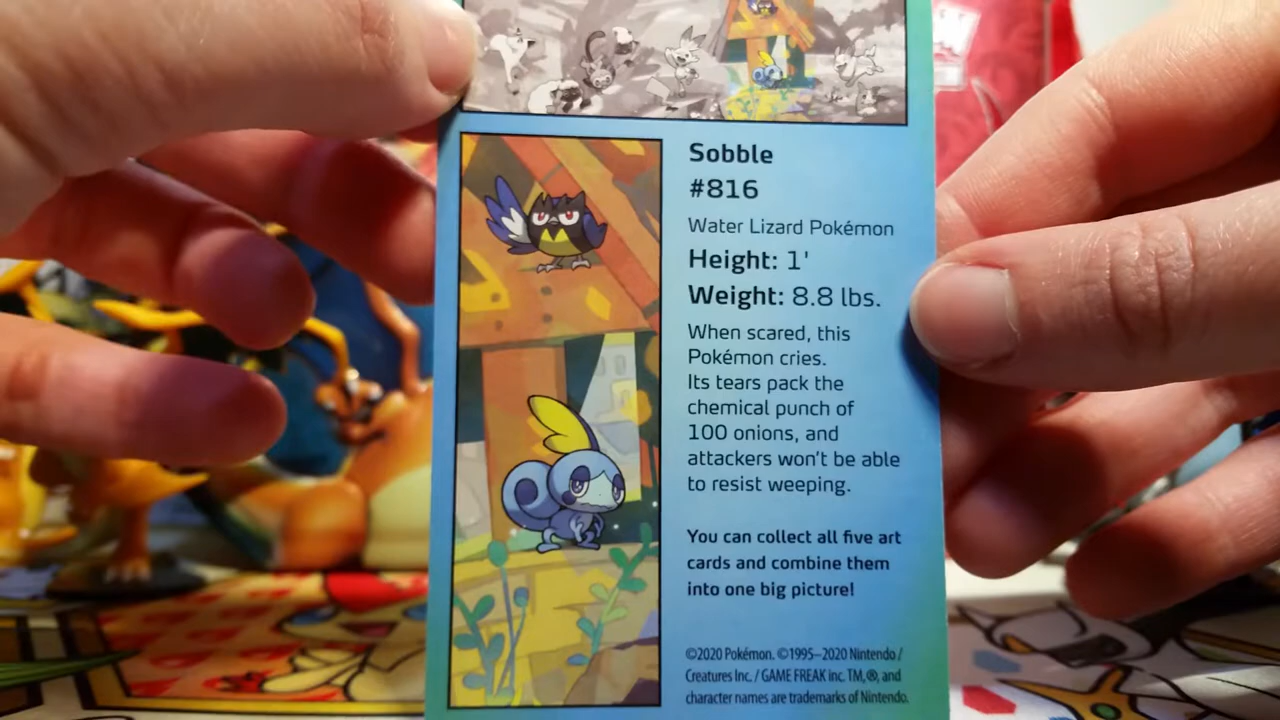 Sobble
#816
Water Lizard Pokémon
Height: 1'
Weight: 8.8 lbs.
When scared, this
Pokémon cries.
Its tears pack the
chemical punch of
100 onions, and
attackers won't be able
to resist weeping.
You can collect all five art
cards and combine them
into one big picture!
©2020 Pokémon. ©1995–2020 Nintendo /
Creatures Inc. / GAME FREAK inc. TM, ®, and
character names are trademarks of Nintendo.